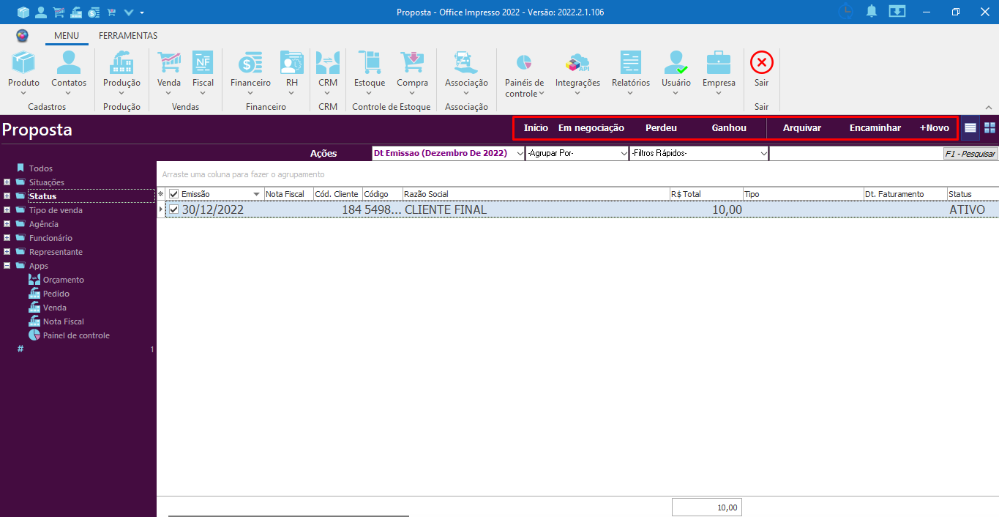 Proposta - Office Impresso 2022 - Versão: 2022.2.1.106
MENU FERRAMENTAS
Produto Contatos Produção Venda Fiscal Financeiro RH CRM Estoque Compra Associação Painéis de controle Integrações Relatórios Usuário Empresa Sair
Cadastros Produção Vendas Financeiro CRM Controle de Estoque Associação Sair
Proposta Início Em negociação Perdeu Ganhou Arquivar Encaminhar +Novo
Ações Dt Emissao (Dezembro De 2022) -Agrupar Por- -Filtros Rápidos- F1 - Pesquisar
Todos
Situações
Status
Tipo de venda
Agência
Funcionário
Representante
Apps
Orçamento
Pedido
Venda
Nota Fiscal
Painel de controle
# 1
Arraste uma coluna para fazer o agrupamento
Emissão Nota Fiscal Cód. Cliente Código Razão Social R$ Total Tipo Dt. Faturamento Status
30/12/2022 184 5498... CLIENTE FINAL 10,00 ATIVO
10,00